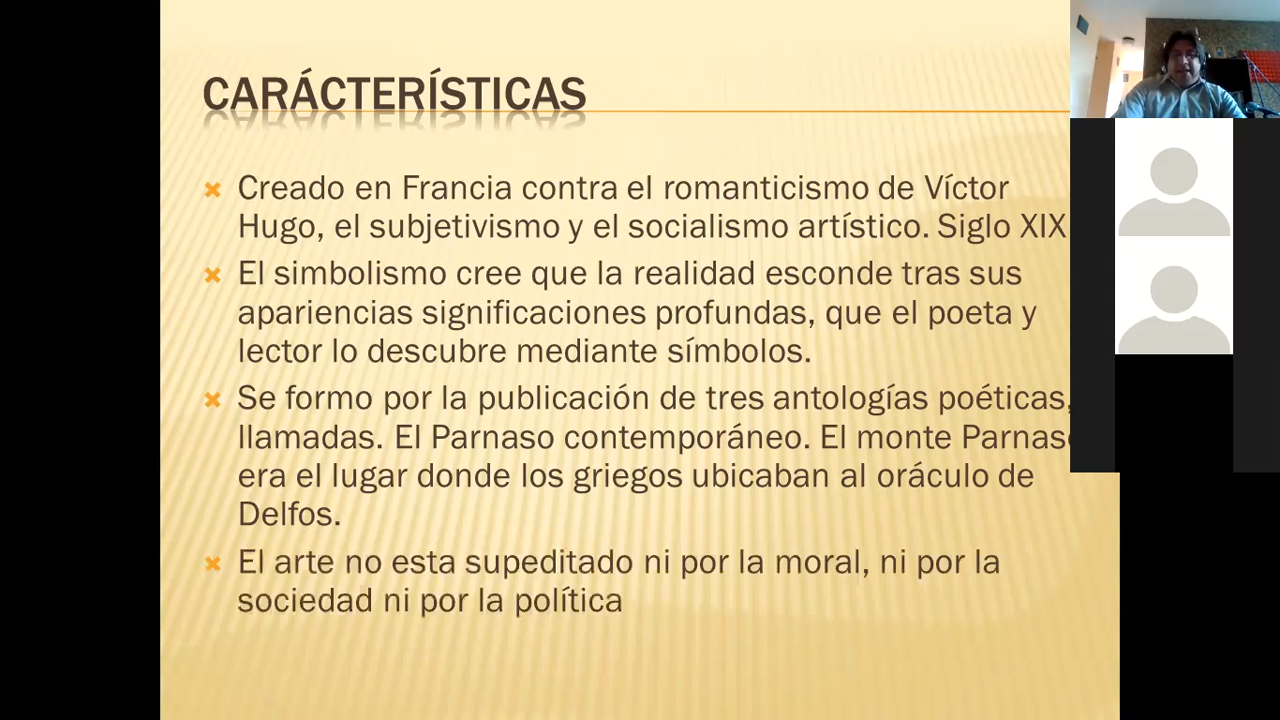 CARÁCTERÍSTICAS
Creado en Francia contra el romanticismo de Víctor
Hugo, el subjetivismo y el socialismo artístico. Siglo XIX
El simbolismo cree que la realidad esconde tras sus
apariencias significaciones profundas, que el poeta y
lector lo descubre mediante símbolos.
Se formo por la publicación de tres antologías poéticas,
llamadas. El Parnaso contemporáneo. El monte Parnaso
era el lugar donde los griegos ubicaban al oráculo de
Delfos.
El arte no esta supeditado ni por la moral, ni por la
sociedad ni por la política